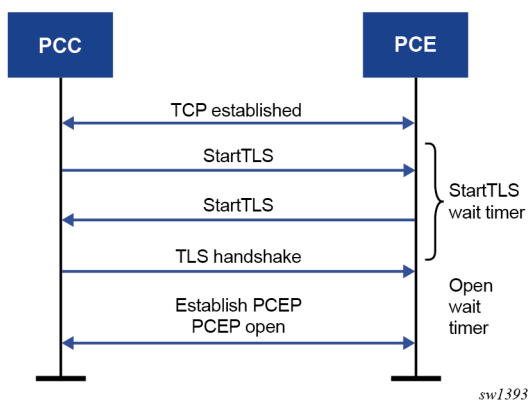 PCC
PCE
TCP established
StartTLS
StartTLS
StartTLS
wait timer
TLS handshake
Establish PCEP
PCEP open
Open
wait
timer
sw1393